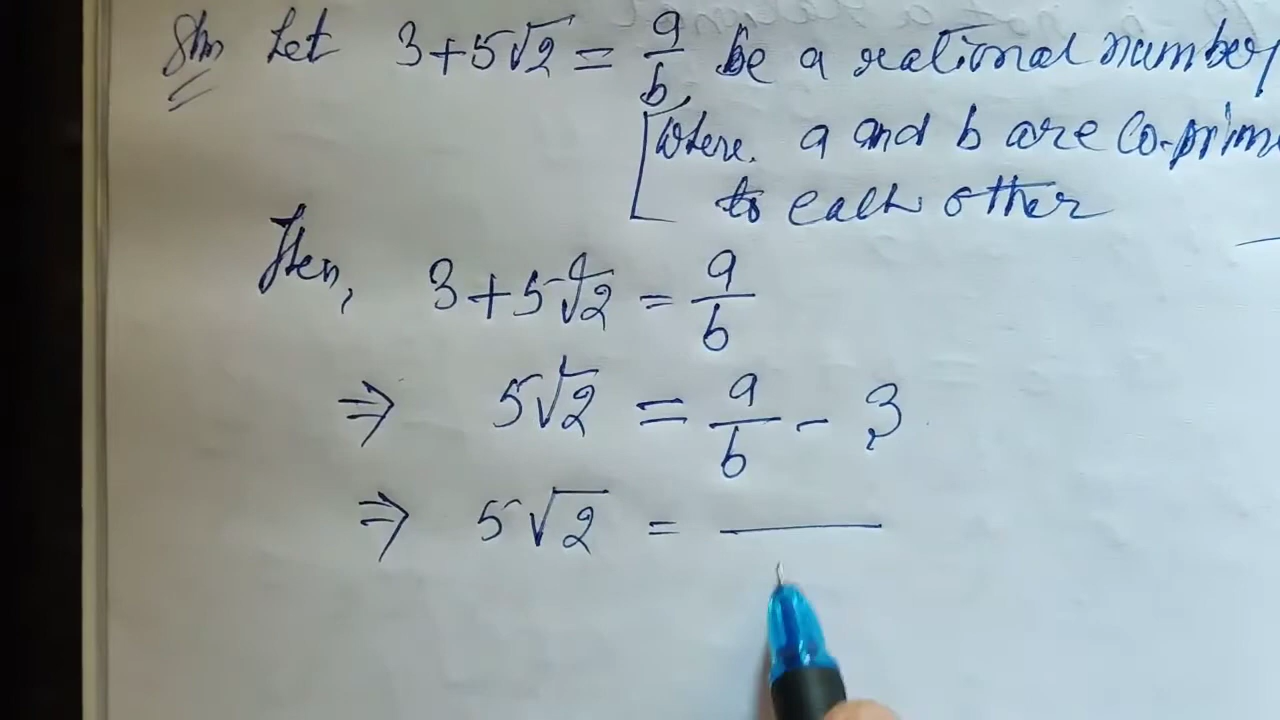 Soln Let 3+5√2 = a/b be a rational number,
[where. a and b are Co-prime
to each other
Then, 3+5√2 = a/b
⇒ 5√2 = a/b - 3
⇒ 5√2 =